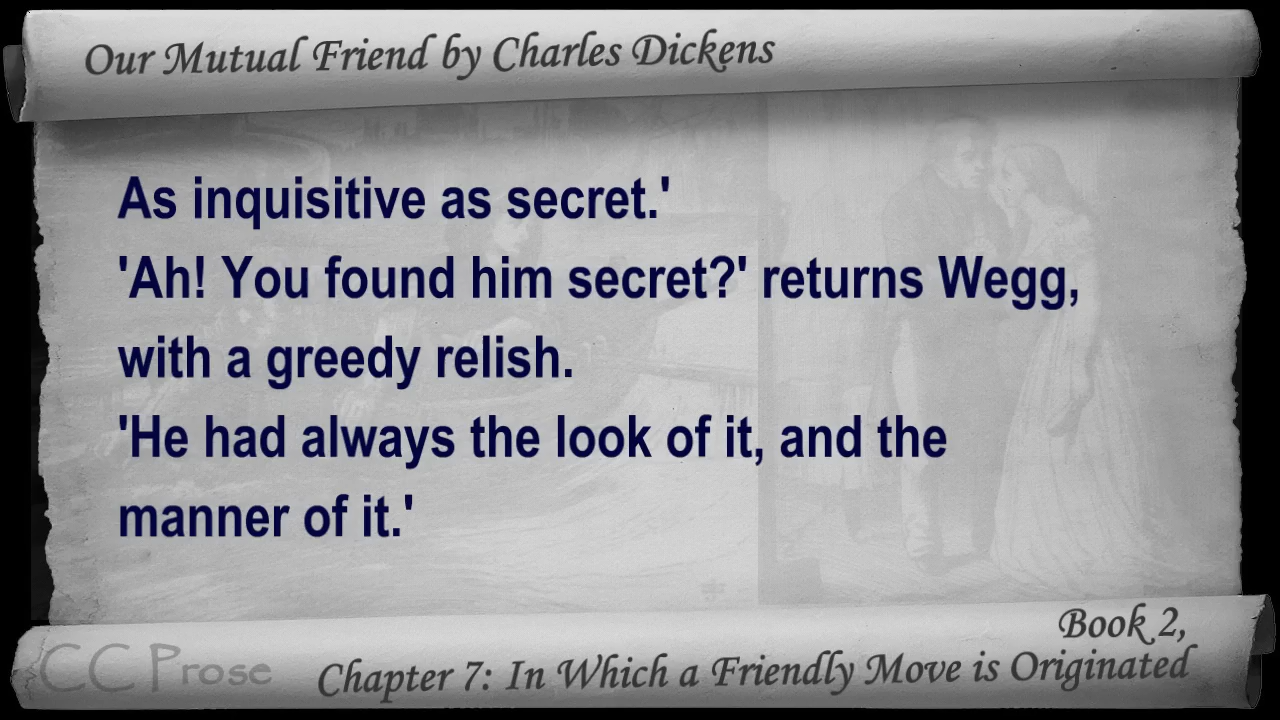 Our Mutual Friend by Charles Dickens
As inquisitive as secret.'
'Ah! You found him secret?' returns Wegg,
with a greedy relish.
'He had always the look of it, and the
manner of it.'
Book 2,
CC Prose
Chapter 7: In Which a Friendly Move is Originated